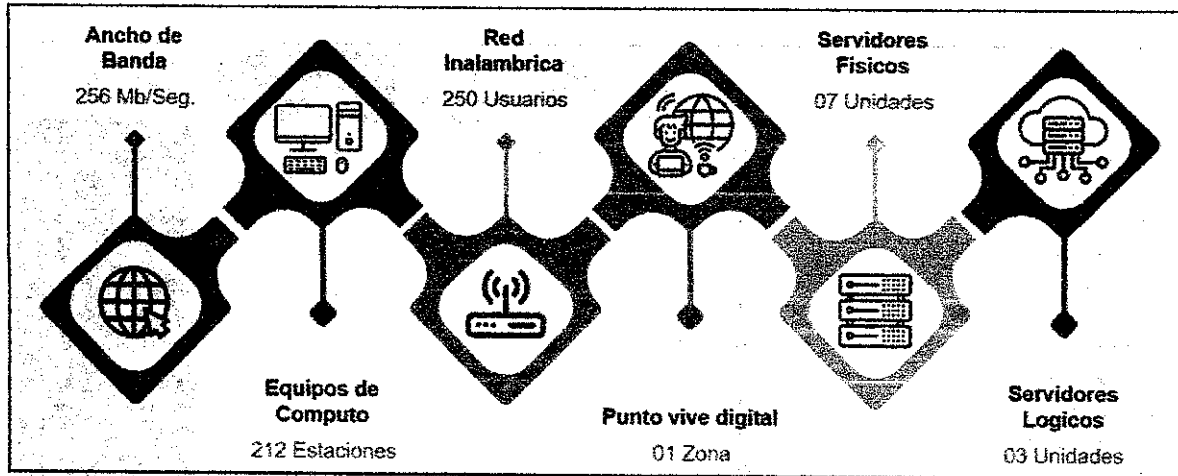 Ancho de
Banda
256 Mb/Seg.
Red
Inalambrica
250 Usuarios
Servidores
Fisicos
07 Unidades
Equipos de
Computo
212 Estaciones
Punto vive digital
01 Zona
Servidores
Logicos
03 Unidades